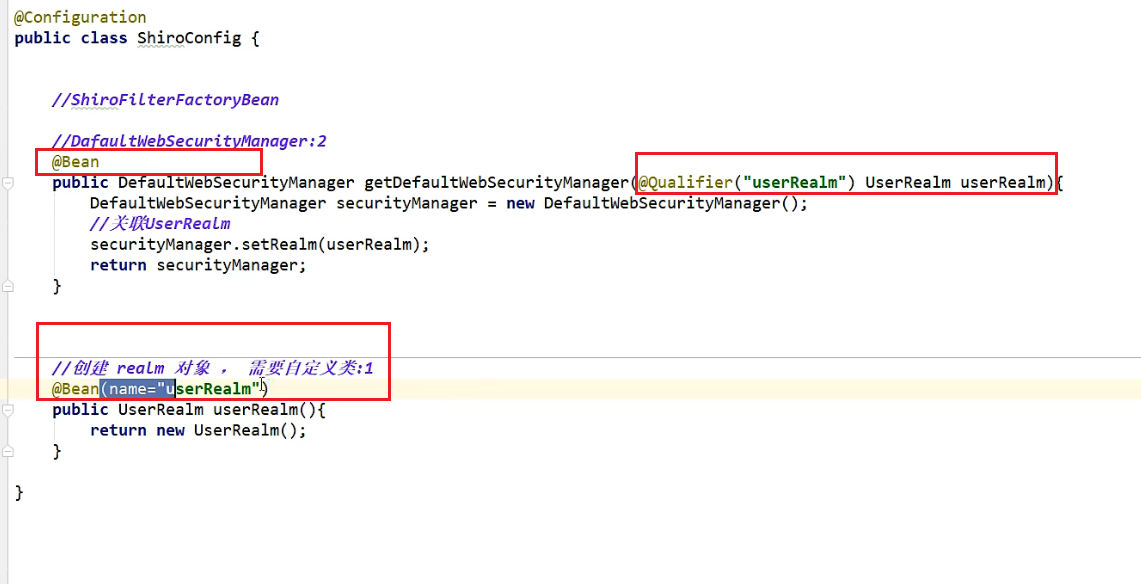 @Configuration
public class ShiroConfig {
//ShiroFilterFactoryBean
//DafaultWebSecurityManager:2
@Bean
public DefaultWebSecurityManager getDefaultWebSecurityManager(@Qualifier("userRealm") UserRealm userRealm){
DefaultWebSecurityManager securityManager = new DefaultWebSecurityManager();
//关联UserRealm
securityManager.setRealm(userRealm);
return securityManager;
}
//创建 realm 对象 ， 需要自定义类:1
@Bean(name="userRealm")
public UserRealm userRealm(){
return new UserRealm();
}
}